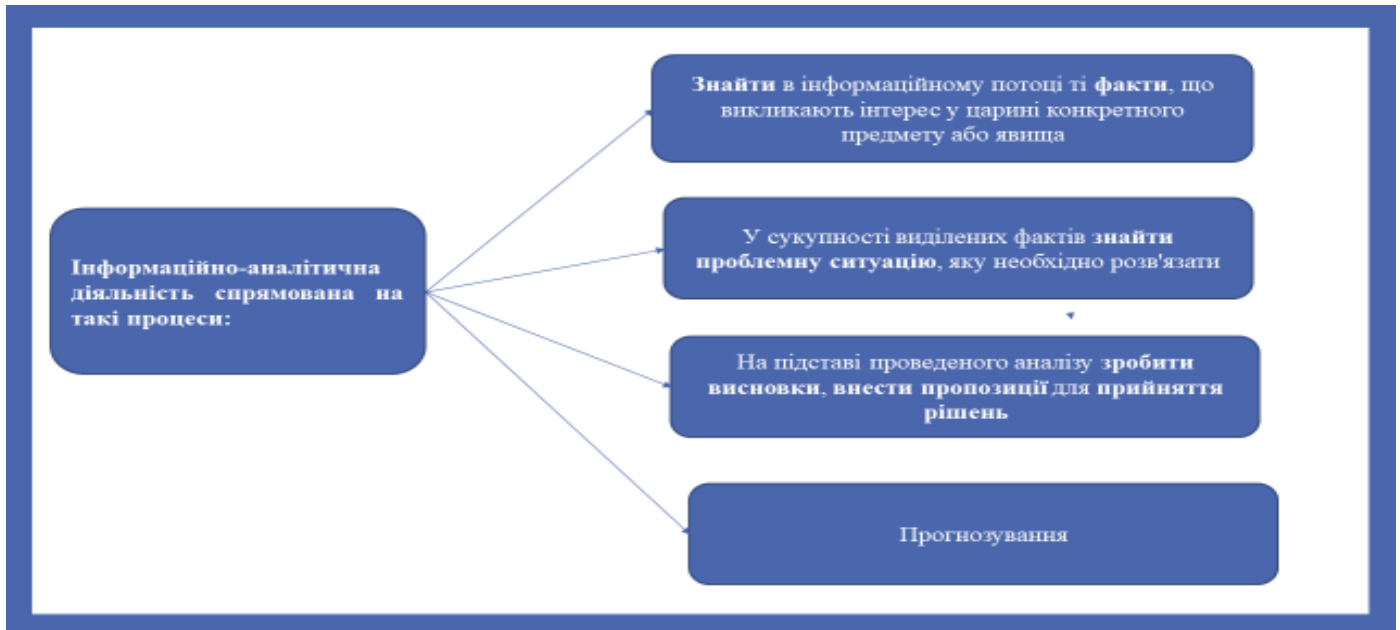 Знайти в інформаційному потоці ті факти, що
викликають інтерес у царині конкретного
предмету або явища
У сукупності виділених фактів знайти
проблемну ситуацію, яку необхідно розв'язати
Інформаційно-аналітична
діяльність спрямована на
такі процеси:
На підставі проведеного аналізу зробити
висновки, внести пропозиції для прийняття
рішень
Прогнозування